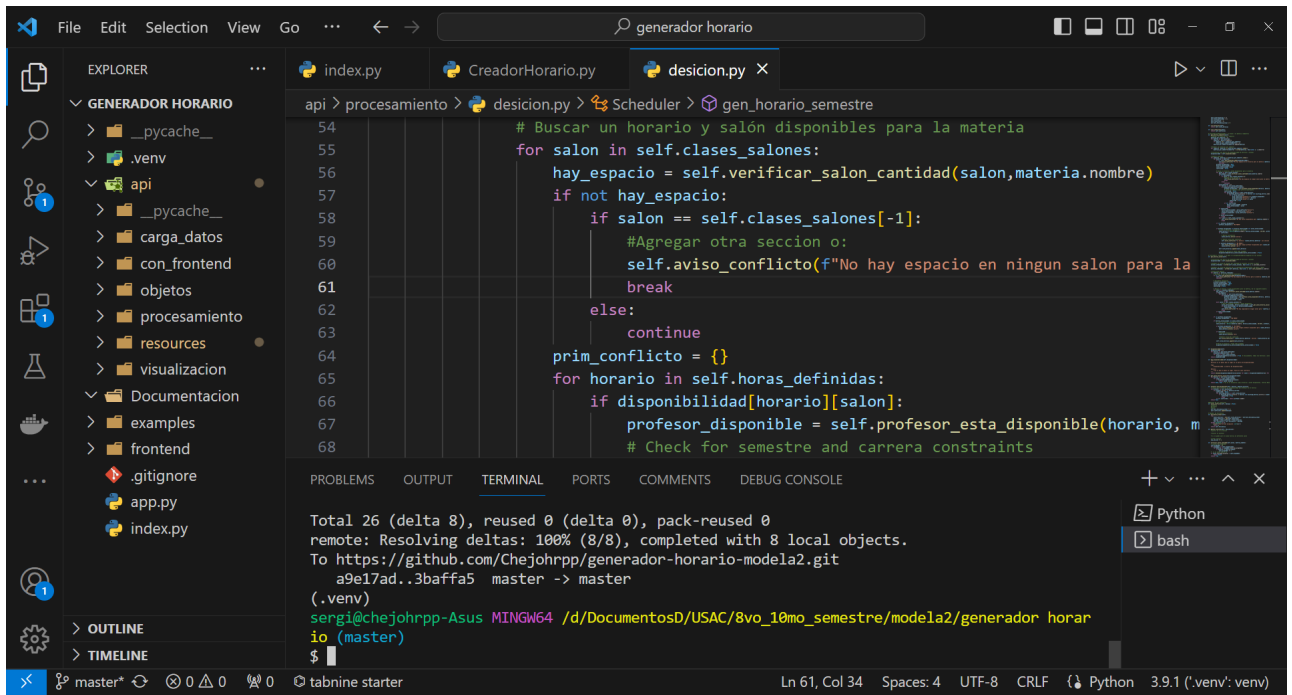 File Edit Selection View Go ··· generador horario
EXPLORER ···
GENERADOR HORARIO
__pycache__
.venv
api
__pycache__
carga_datos
con_frontend
objetos
procesamiento
resources
visualizacion
Documentacion
examples
frontend
.gitignore
app.py
index.py
OUTLINE
TIMELINE
1
1
1
index.py CreadorHorario.py desicion.py
api > procesamiento > desicion.py > Scheduler > gen_horario_semestre
54 # Buscar un horario y salón disponibles para la materia
55 for salon in self.clases_salones:
56 hay_espacio = self.verificar_salon_cantidad(salon,materia.nombre)
57 if not hay_espacio:
58 if salon == self.clases_salones[-1]:
59 #Agregar otra seccion o:
60 self.aviso_conflicto(f"No hay espacio en ningun salon para la
61 break
62 else:
63 continue
64 prim_conflicto = {}
65 for horario in self.horas_definidas:
66 if disponibilidad[horario][salon]:
67 profesor_disponible = self.profesor_esta_disponible(horario, m
68 # Check for semestre and carrera constraints
PROBLEMS OUTPUT TERMINAL PORTS COMMENTS DEBUG CONSOLE
Total 26 (delta 8), reused 0 (delta 0), pack-reused 0
remote: Resolving deltas: 100% (8/8), completed with 8 local objects.
To https://github.com/Chejohrpp/generador-horario-modela2.git
a9e17ad..3baffa5 master -> master
(.venv)
sergi@chejohrpp-Asus MINGW64 /d/DocumentosD/USAC/8vo_10mo_semestre/modela2/generador horar
io (master)
$
Python
bash
master* 0 0 0 tabnine starter Ln 61, Col 34 Spaces: 4 UTF-8 CRLF Python 3.9.1 ('.venv': venv)